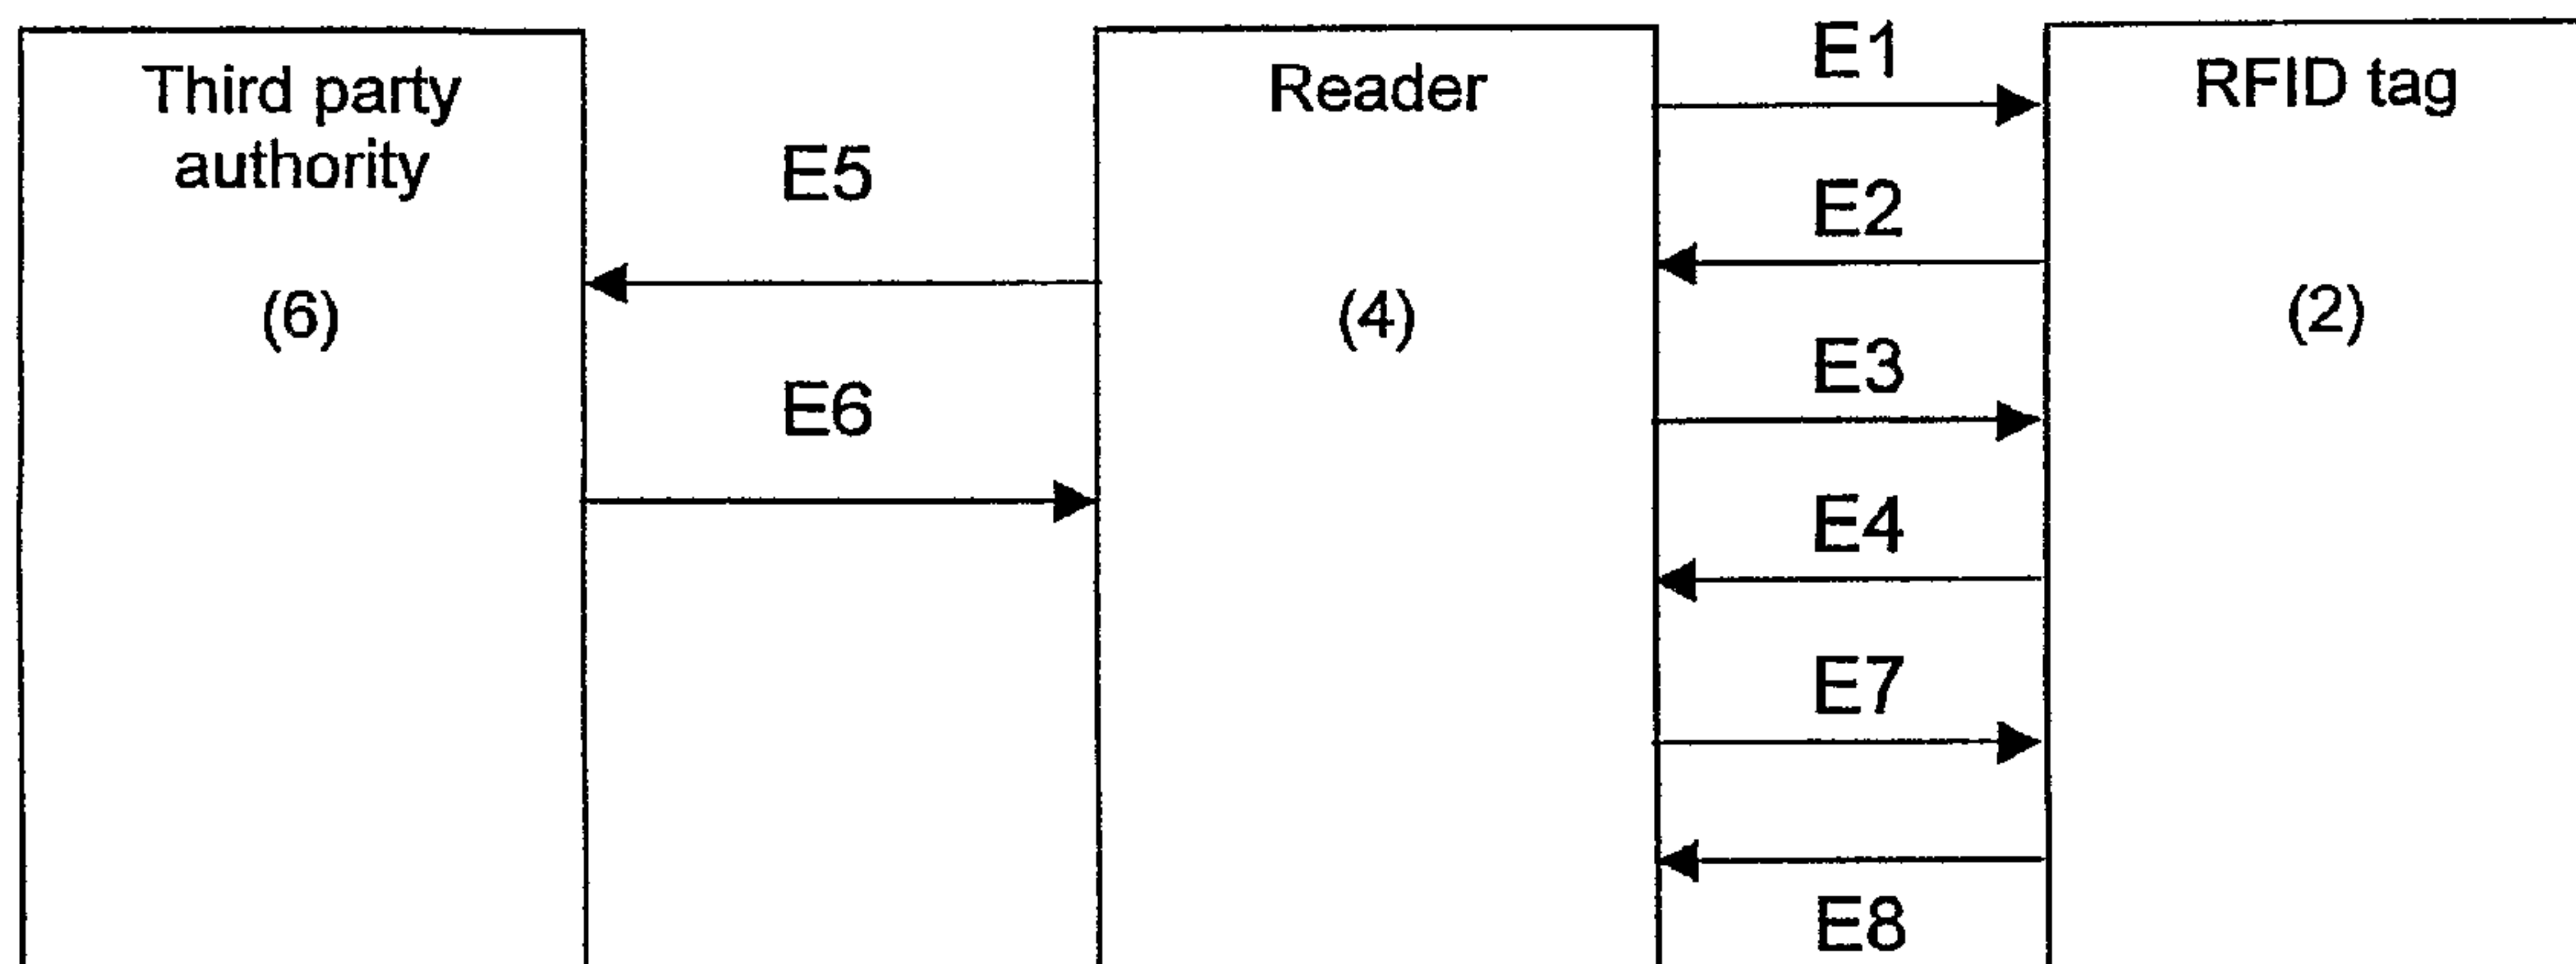 Third party
authority
(6)
E5
E6
Reader
(4)
E1
E2
E3
E4
E7
E8
RFID tag
(2)